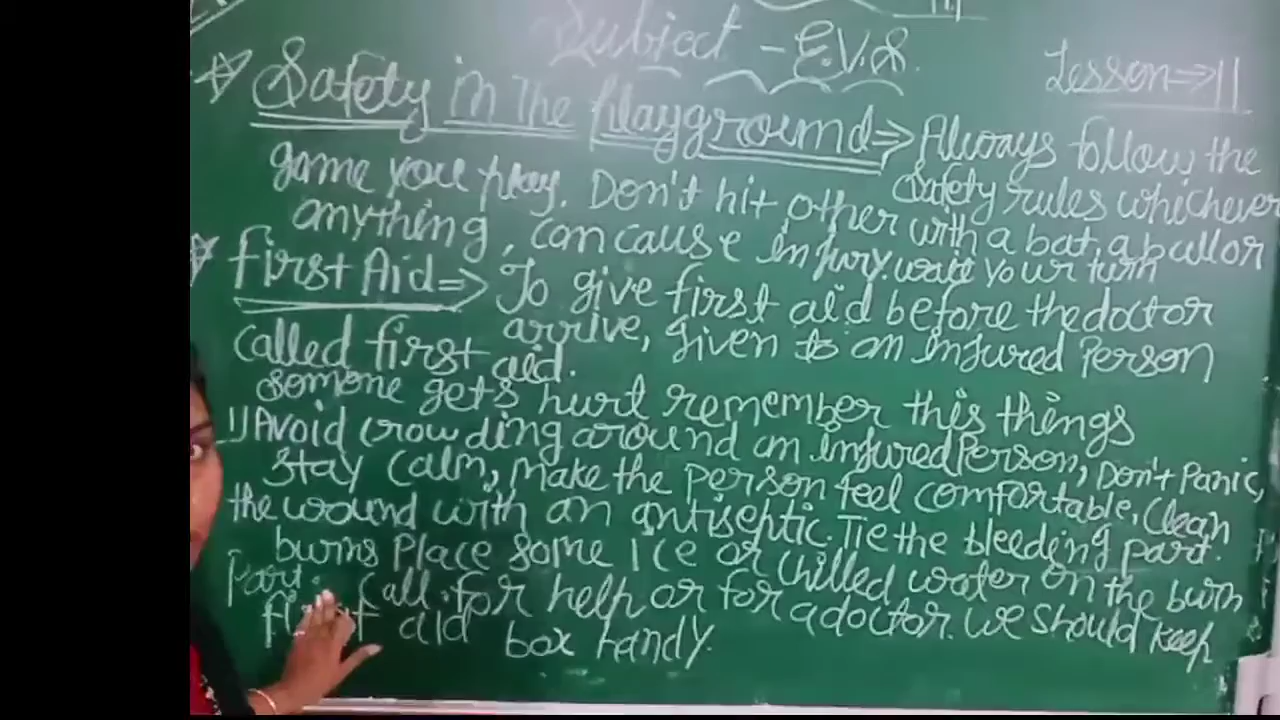 Subject - E.V.S.
Lesson⇒11
☆ Safety in the Playground⇒ Always follow the
safety rules whichever
game you play. Don't hit other with a bat, a ball or
anything, can cause injury. wait your turn
☆ First Aid⇒ To give first aid before the doctor
arrive, given to an injured person
called first aid.
Somone gets hurt remember this things
1) Avoid crowding around an injured Person, Don't Panic,
Stay calm, make the person feel comfortable, Clean
the wound with an antiseptic. Tie the bleeding part.
burns Place some ice or chilled water on the burn
Part. Call for help or for a doctor. We should keep
first aid box handy.